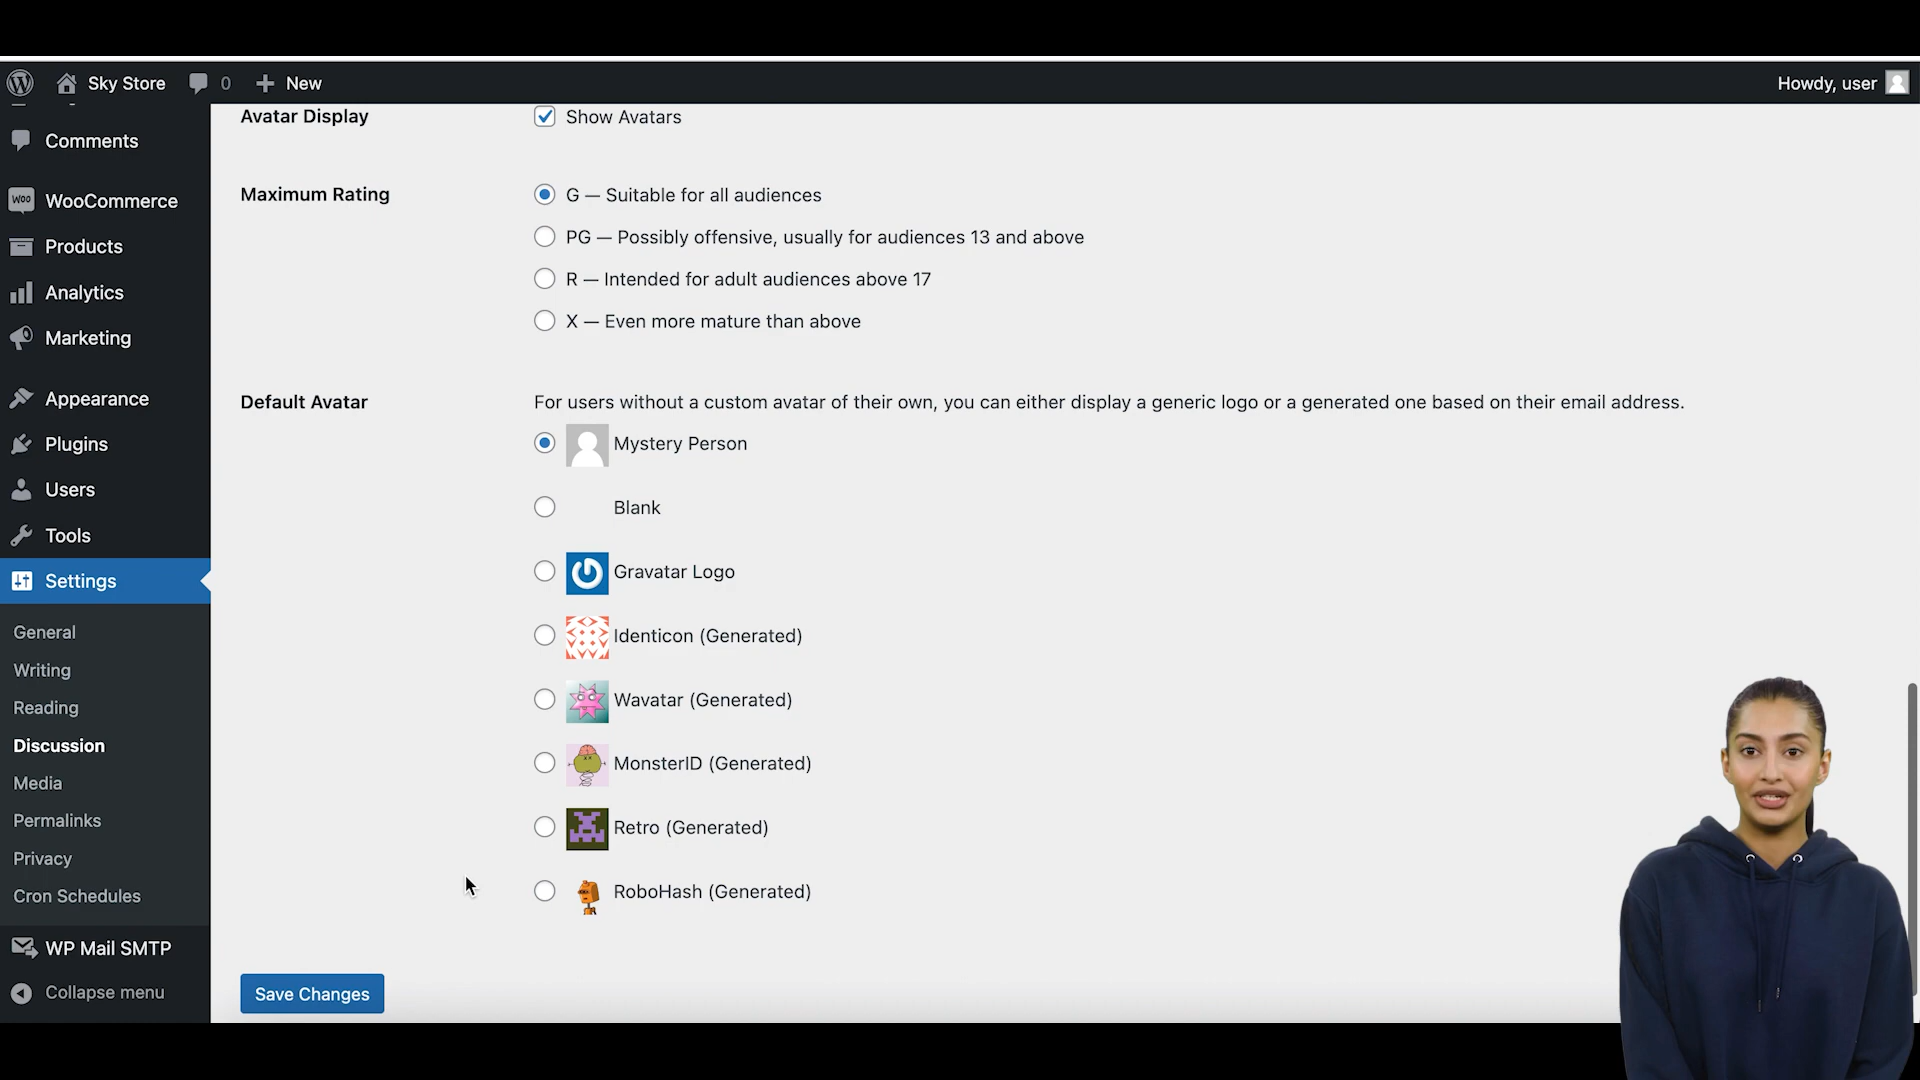 Sky Store
0
New
Howdy, user
Comments
WooCommerce
Products
Analytics
Marketing
Appearance
Plugins
Users
Tools
Settings
General
Writing
Reading
Discussion
Media
Permalinks
Privacy
Cron Schedules
WP Mail SMTP
Collapse menu
Avatar Display
Show Avatars
Maximum Rating
G — Suitable for all audiences
PG — Possibly offensive, usually for audiences 13 and above
R — Intended for adult audiences above 17
X — Even more mature than above
Default Avatar
For users without a custom avatar of their own, you can either display a generic logo or a generated one based on their email address.
Mystery Person
Blank
Gravatar Logo
Identicon (Generated)
Wavatar (Generated)
MonsterID (Generated)
Retro (Generated)
RoboHash (Generated)
Save Changes